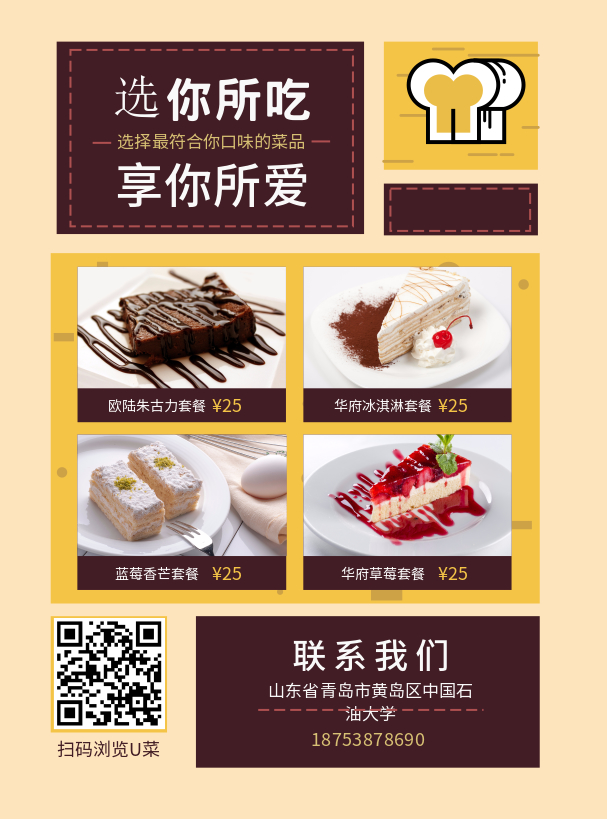 选你所吃
选择最符合你口味的菜品
享你所爱
欧陆朱古力套餐 ¥25
华府冰淇淋套餐 ¥25
蓝莓香芒套餐 ¥25
华府草莓套餐 ¥25
联系我们
山东省青岛市黄岛区中国石
油大学
18753878690
扫码浏览U菜